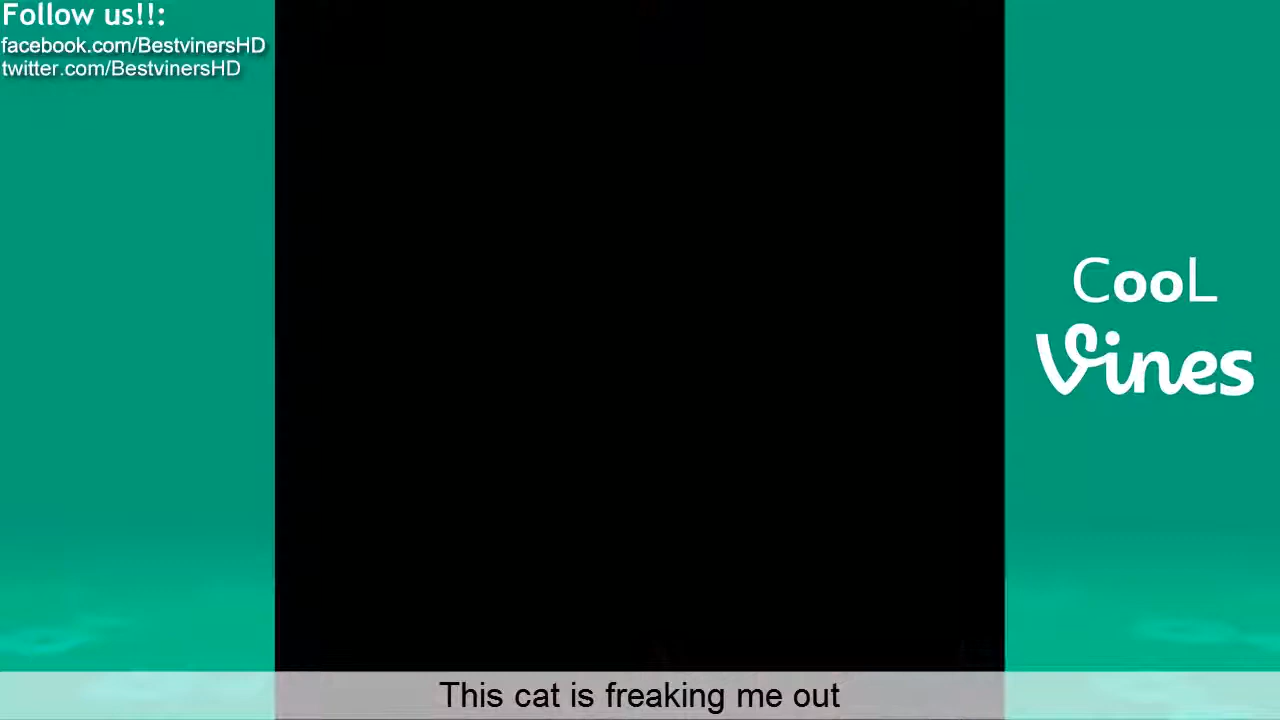 Follow us!!:
facebook.com/BestvinersHD
twitter.com/BestvinersHD
CooL
Vines
This cat is freaking me out